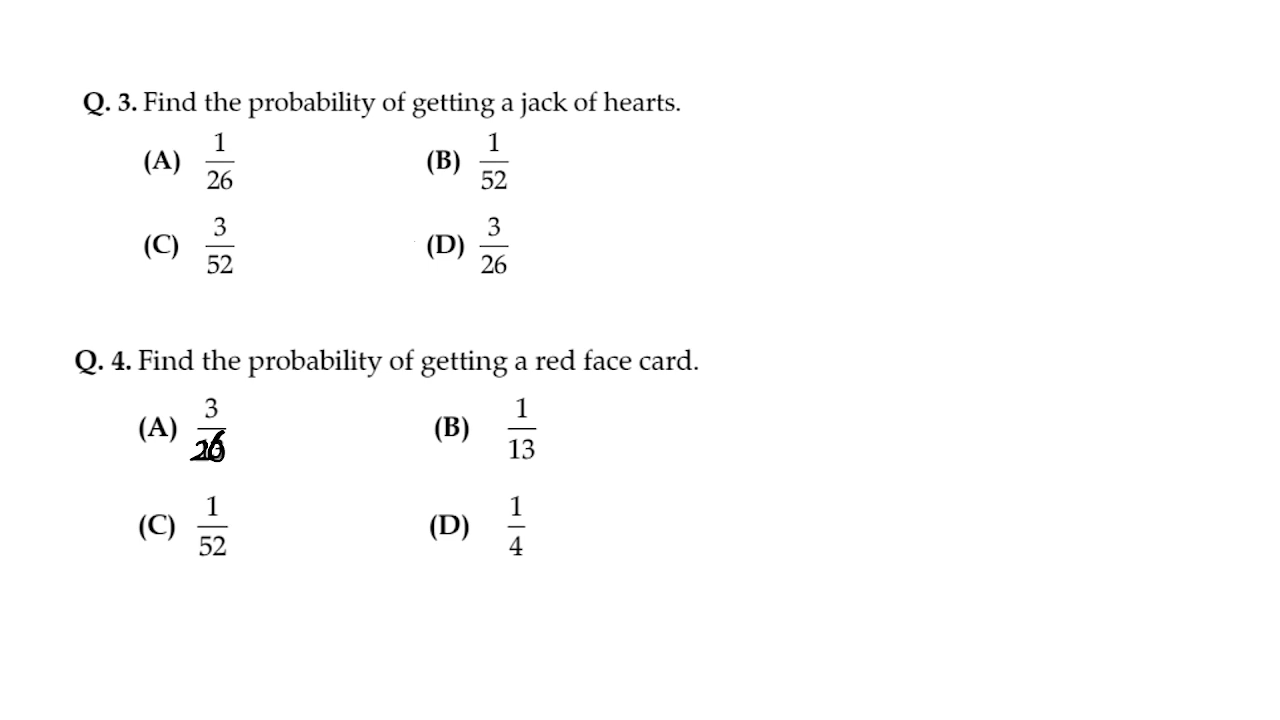 Q. 3. Find the probability of getting a jack of hearts.
(A) 1/26 (B) 1/52
(C) 3/52 (D) 3/26
Q. 4. Find the probability of getting a red face card.
(A) 3/26 (B) 1/13
(C) 1/52 (D) 1/4